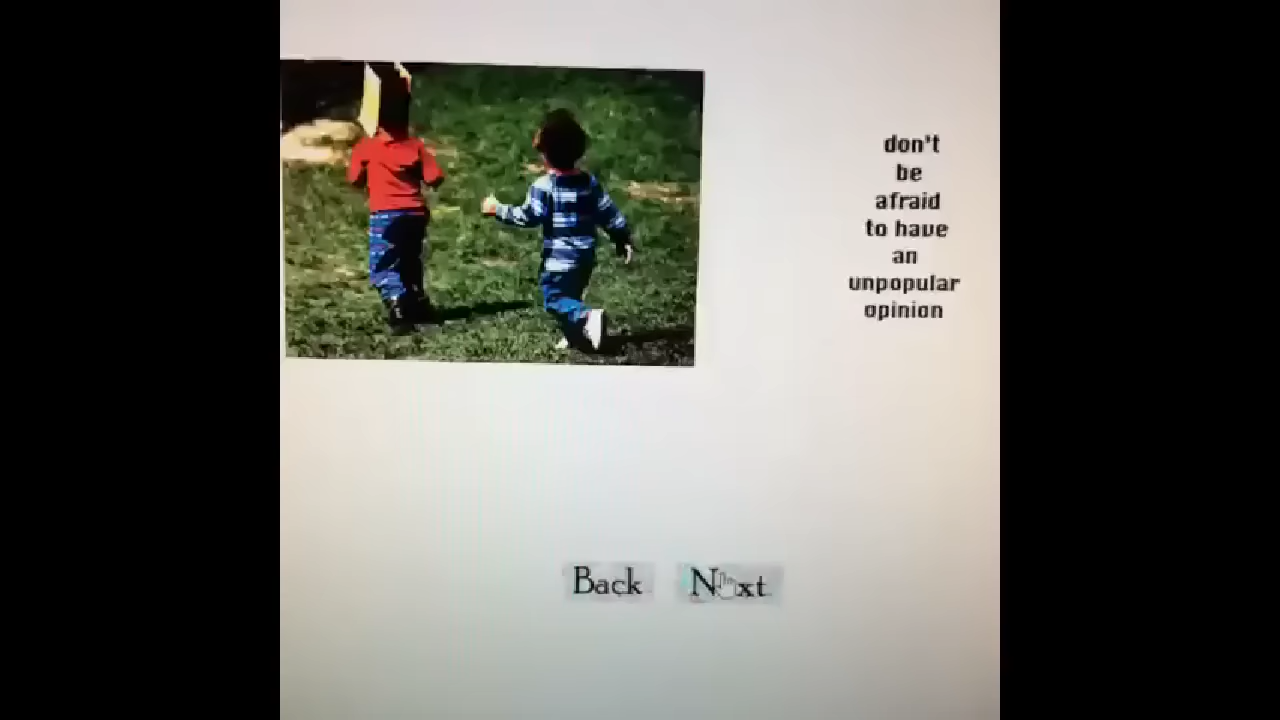 don't
be
afraid
to have
an
unpopular
opinion
Back Next